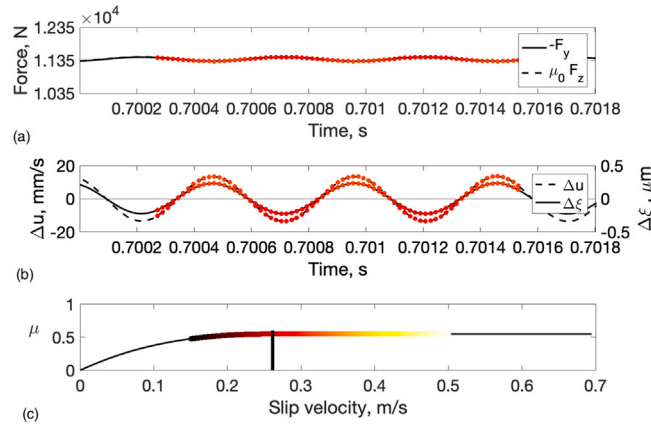 ×10⁴
1.235
1.135
1.035
Force, N
-F_y
μ₀ F_z
0.7002 0.7004 0.7006 0.7008 0.701 0.7012 0.7014 0.7016 0.7018
Time, s
(a)
20
0
-20
Δu, mm/s
0.5
0
-0.5
Δξ, μm
Δu
Δξ
0.7002 0.7004 0.7006 0.7008 0.701 0.7012 0.7014 0.7016 0.7018
Time, s
(b)
1
0.5
0
μ
0 0.1 0.2 0.3 0.4 0.5 0.6 0.7
Slip velocity, m/s
(c)